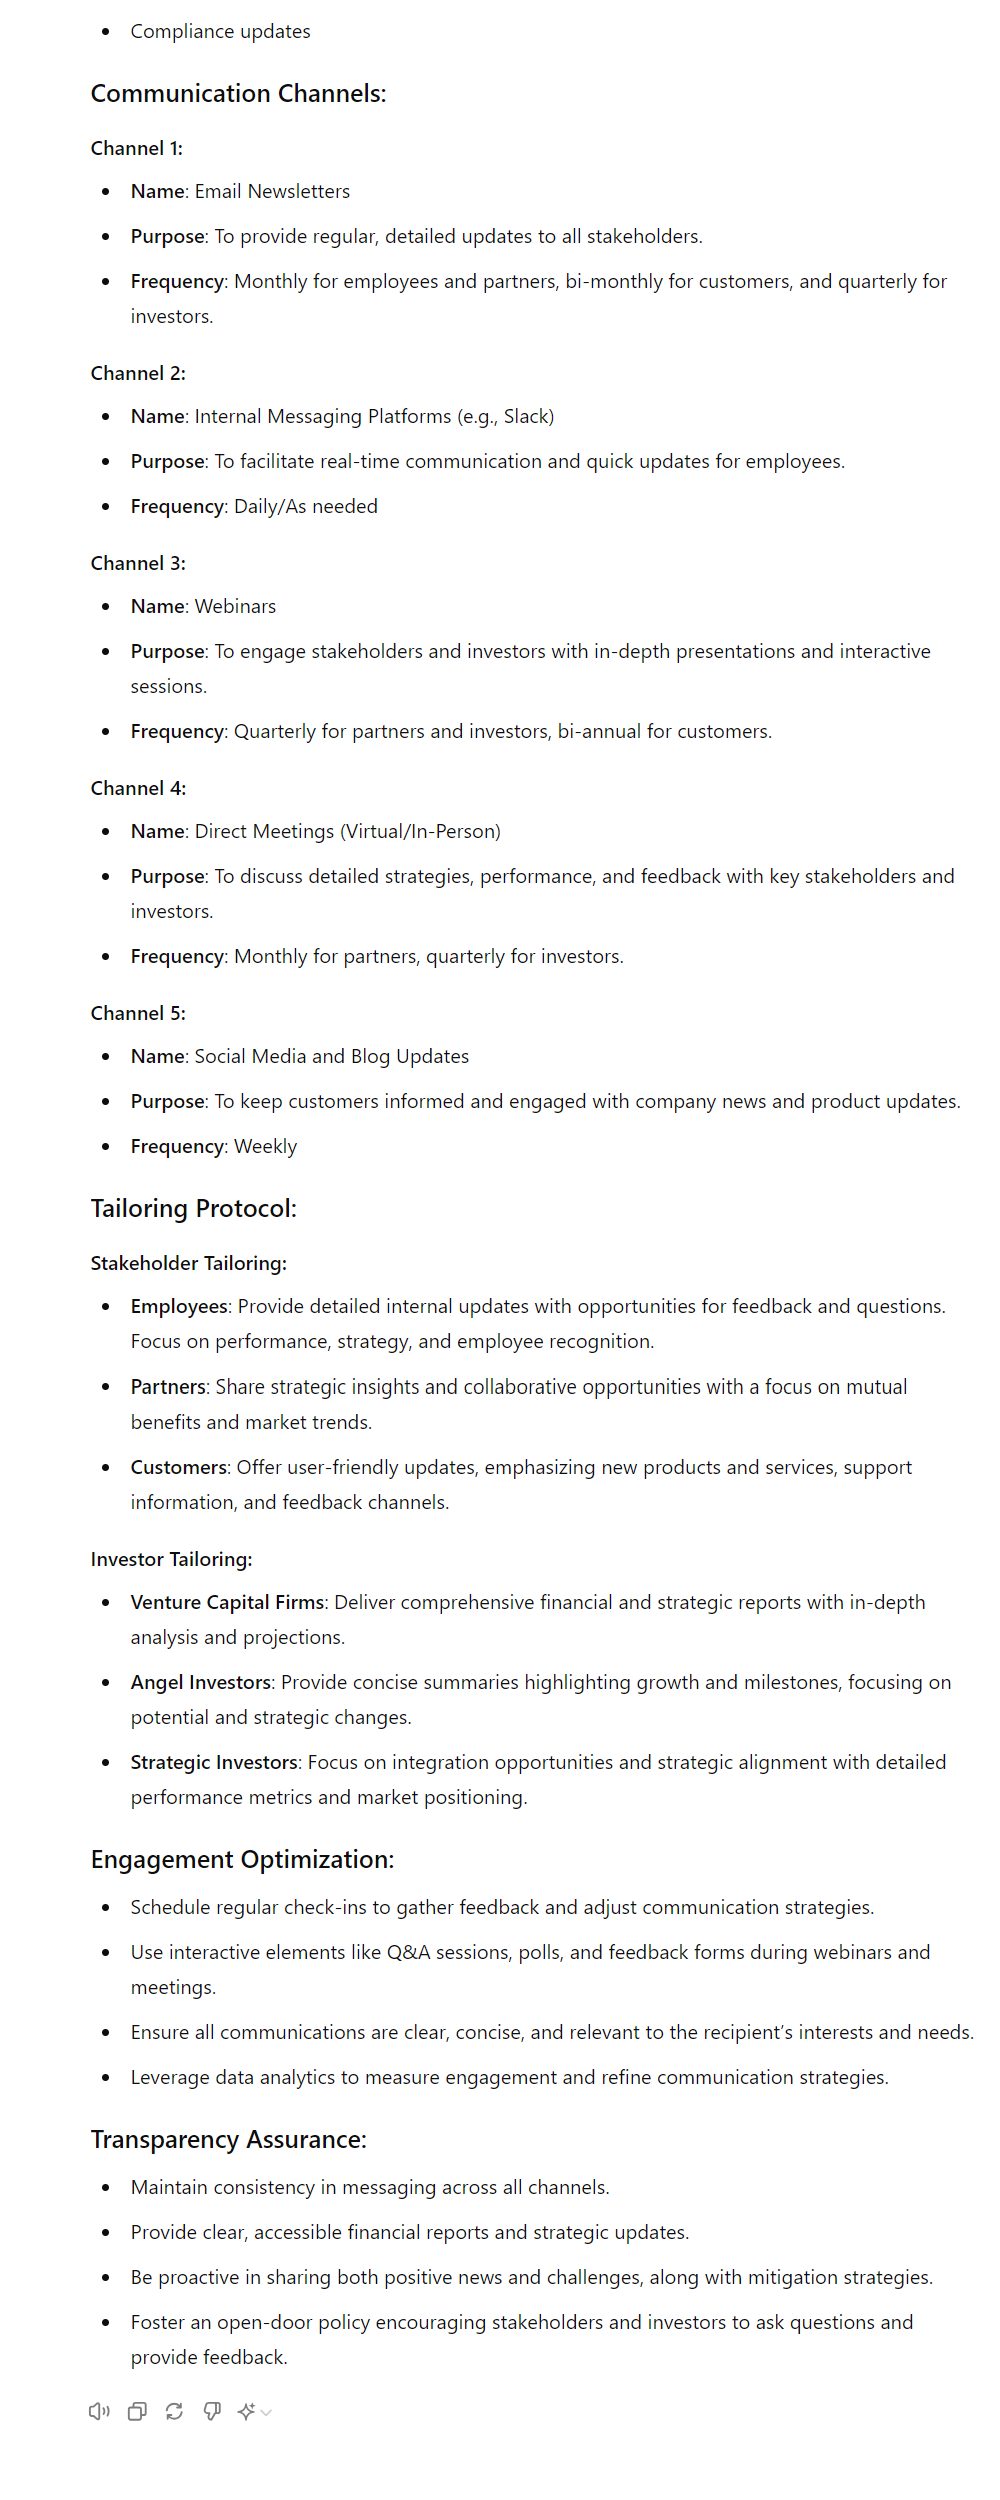 Compliance updates
Communication Channels:
Channel 1:
Name: Email Newsletters
Purpose: To provide regular, detailed updates to all stakeholders.
Frequency: Monthly for employees and partners, bi-monthly for customers, and quarterly for
investors.
Channel 2:
Name: Internal Messaging Platforms (e.g., Slack)
Purpose: To facilitate real-time communication and quick updates for employees.
Frequency: Daily/As needed
Channel 3:
Name: Webinars
Purpose: To engage stakeholders and investors with in-depth presentations and interactive
sessions.
Frequency: Quarterly for partners and investors, bi-annual for customers.
Channel 4:
Name: Direct Meetings (Virtual/In-Person)
Purpose: To discuss detailed strategies, performance, and feedback with key stakeholders and
investors.
Frequency: Monthly for partners, quarterly for investors.
Channel 5:
Name: Social Media and Blog Updates
Purpose: To keep customers informed and engaged with company news and product updates.
Frequency: Weekly
Tailoring Protocol:
Stakeholder Tailoring:
Employees: Provide detailed internal updates with opportunities for feedback and questions.
Focus on performance, strategy, and employee recognition.
Partners: Share strategic insights and collaborative opportunities with a focus on mutual
benefits and market trends.
Customers: Offer user-friendly updates, emphasizing new products and services, support
information, and feedback channels.
Investor Tailoring:
Venture Capital Firms: Deliver comprehensive financial and strategic reports with in-depth
analysis and projections.
Angel Investors: Provide concise summaries highlighting growth and milestones, focusing on
potential and strategic changes.
Strategic Investors: Focus on integration opportunities and strategic alignment with detailed
performance metrics and market positioning.
Engagement Optimization:
Schedule regular check-ins to gather feedback and adjust communication strategies.
Use interactive elements like Q&A sessions, polls, and feedback forms during webinars and
meetings.
Ensure all communications are clear, concise, and relevant to the recipient's interests and needs.
Leverage data analytics to measure engagement and refine communication strategies.
Transparency Assurance:
Maintain consistency in messaging across all channels.
Provide clear, accessible financial reports and strategic updates.
Be proactive in sharing both positive news and challenges, along with mitigation strategies.
Foster an open-door policy encouraging stakeholders and investors to ask questions and
provide feedback.